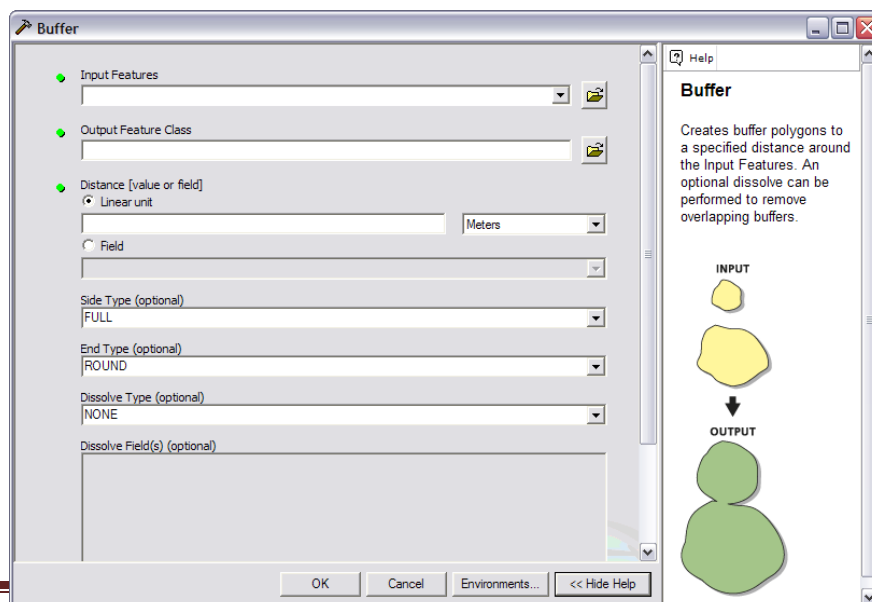 Buffer
Input Features
Output Feature Class
Distance [value or field]
Linear unit
Meters
Field
Side Type (optional)
FULL
End Type (optional)
ROUND
Dissolve Type (optional)
NONE
Dissolve Field(s) (optional)
OK
Cancel
Environments...
<< Hide Help
Help
Buffer
Creates buffer polygons to
a specified distance around
the Input Features. An
optional dissolve can be
performed to remove
overlapping buffers.
INPUT
OUTPUT